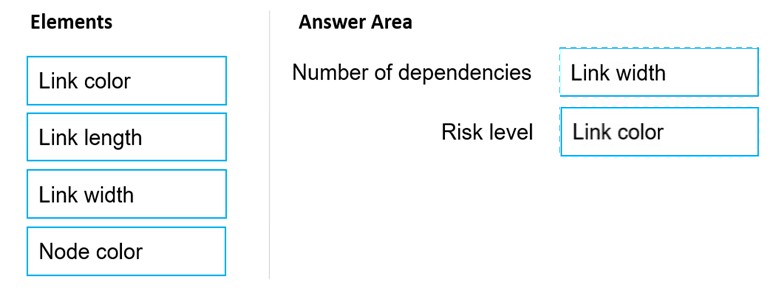 Elements
Link color
Link length
Link width
Node color
Answer Area
Number of dependencies Link width
Risk level Link color